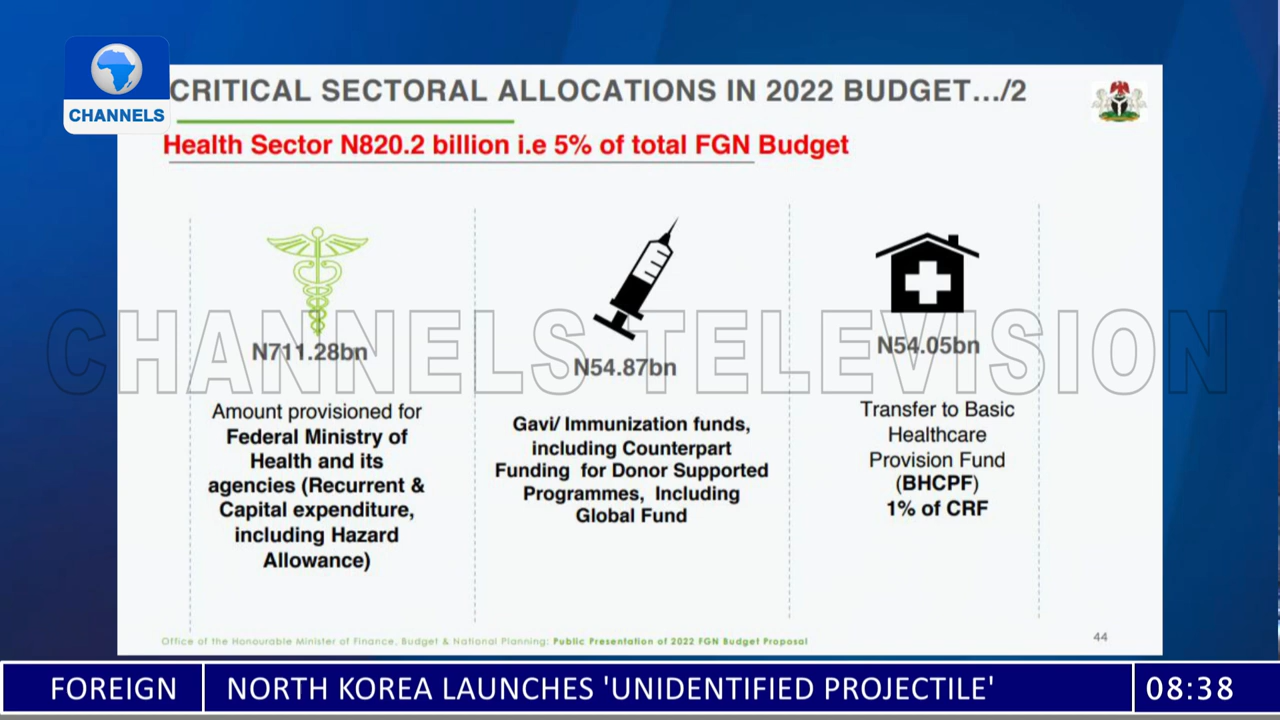 CHANNELS
CRITICAL SECTORAL ALLOCATIONS IN 2022 BUDGET.../2
Health Sector N820.2 billion i.e 5% of total FGN Budget
N711.28bn
Amount provisioned for
Federal Ministry of
Health and its
agencies (Recurrent &
Capital expenditure,
including Hazard
Allowance)
N54.87bn
Gavi/ Immunization funds,
including Counterpart
Funding for Donor Supported
Programmes, Including
Global Fund
N54.05bn
Transfer to Basic
Healthcare
Provision Fund
(BHCPF)
1% of CRF
CHANNELS TELEVISION
Office of the Honourable Minister of Finance, Budget & National Planning: Public Presentation of 2022 FGN Budget Proposal
44
FOREIGN
NORTH KOREA LAUNCHES 'UNIDENTIFIED PROJECTILE'
08:38